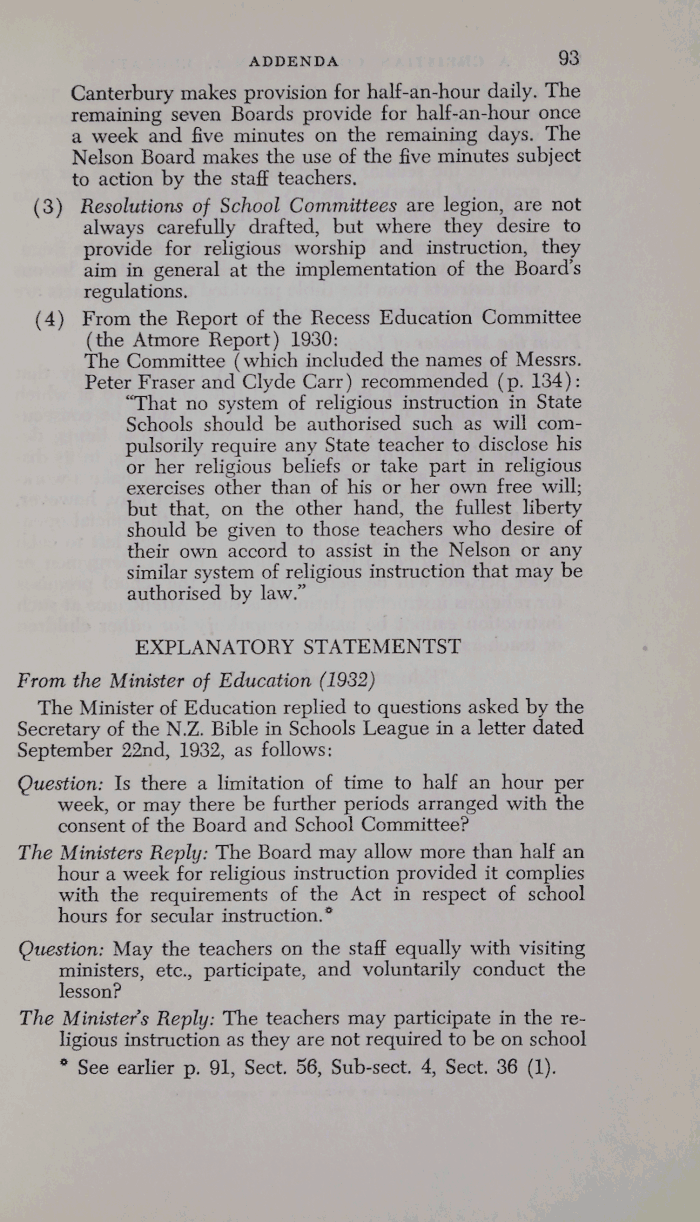 ADDENDA 93
Canterbury makes provision for half-an-hour daily. The
remaining seven Boards provide for half-an-hour once
a week and five minutes on the remaining days. The
Nelson Board makes the use of the five minutes subject
to action by the staff teachers.
(3) Resolutions of School Committees are legion, are not
always carefully drafted, but where they desire to
provide for religious worship and instruction, they
aim in general at the implementation of the Board's
regulations.
(4) From the Report of the Recess Education Committee
(the Atmore Report) 1930:
The Committee (which included the names of Messrs.
Peter Fraser and Clyde Carr) recommended (p. 134):
“That no system of religious instruction in State
Schools should be authorised such as will com-
pulsorily require any State teacher to disclose his
or her religious beliefs or take part in religious
exercises other than of his or her own free will;
but that, on the other hand, the fullest liberty
should be given to those teachers who desire of
their own accord to assist in the Nelson or any
similar system of religious instruction that may be
authorised by law.”
EXPLANATORY STATEMENTST
From the Minister of Education (1932)
The Minister of Education replied to questions asked by the
Secretary of the N.Z. Bible in Schools League in a letter dated
September 22nd, 1932, as follows:
Question: Is there a limitation of time to half an hour per
week, or may there be further periods arranged with the
consent of the Board and School Committee?
The Ministers Reply: The Board may allow more than half an
hour a week for religious instruction provided it complies
with the requirements of the Act in respect of school
hours for secular instruction.*
Question: May the teachers on the staff equally with visiting
ministers, etc., participate, and voluntarily conduct the
lesson?
The Minister's Reply: The teachers may participate in the re-
ligious instruction as they are not required to be on school
* See earlier p. 91, Sect. 56, Sub-sect. 4, Sect. 36 (1).